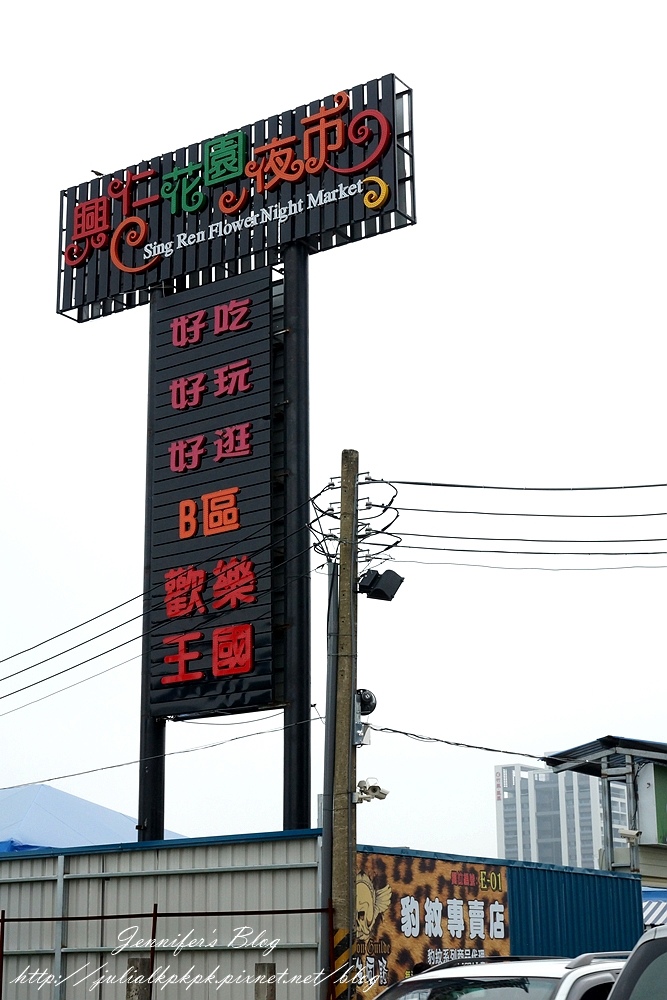 興仁花園夜市
Sing Ren Flower Night Market
好吃
好玩
好逛
B區
歡樂
王國
E-01
豹紋專賣店
Jennifer's Blog
http://julialkpkpk.pixnet.net/blog